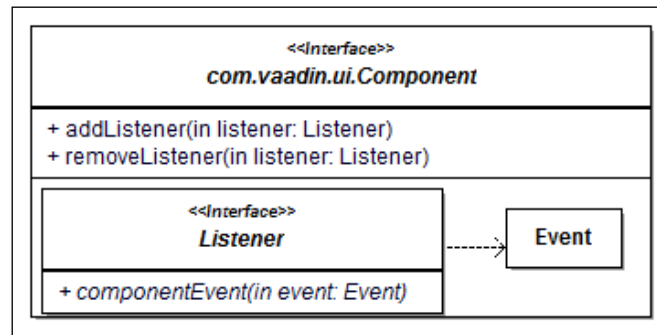 <<Interface>>
com.vaadin.ui.Component
+ addListener(in listener: Listener)
+ removeListener(in listener: Listener)
<<Interface>>
Listener
Event
+ componentEvent(in event: Event)